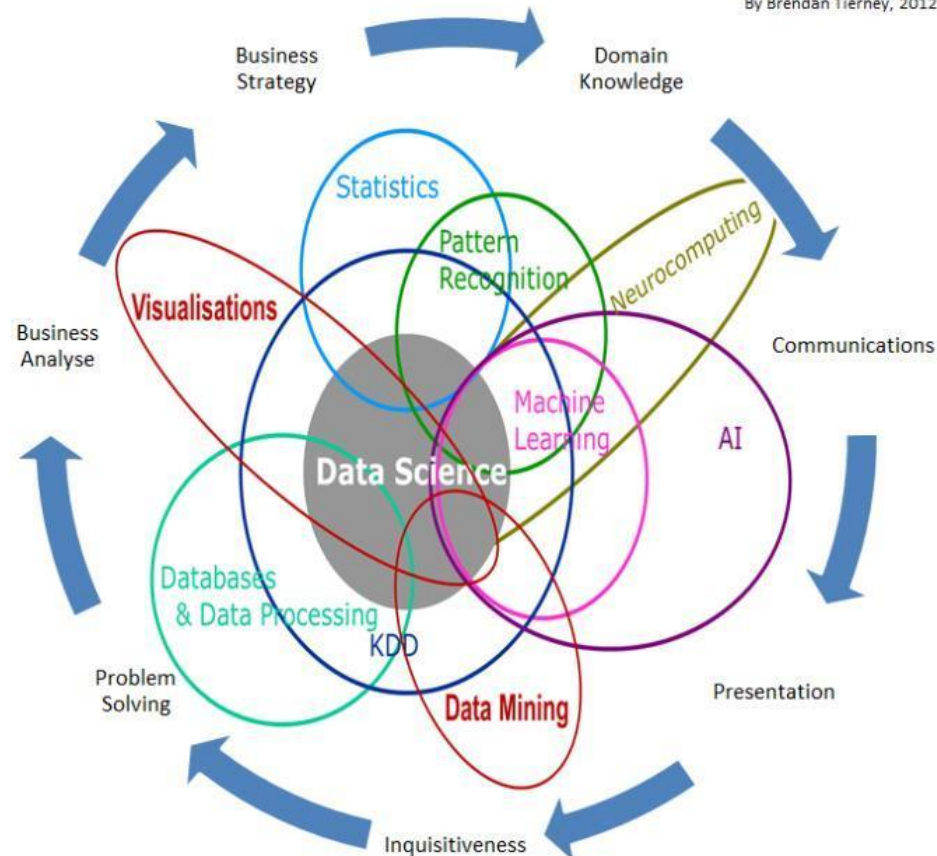 By Brendan Tierney, 2012
Business
Strategy
Domain
Knowledge
Statistics
Pattern
Recognition
Neurocomputing
Visualisations
Business
Analyse
Communications
Machine
Learning
AI
Data Science
Databases
& Data Processing
KDD
Problem
Solving
Data Mining
Presentation
Inquisitiveness